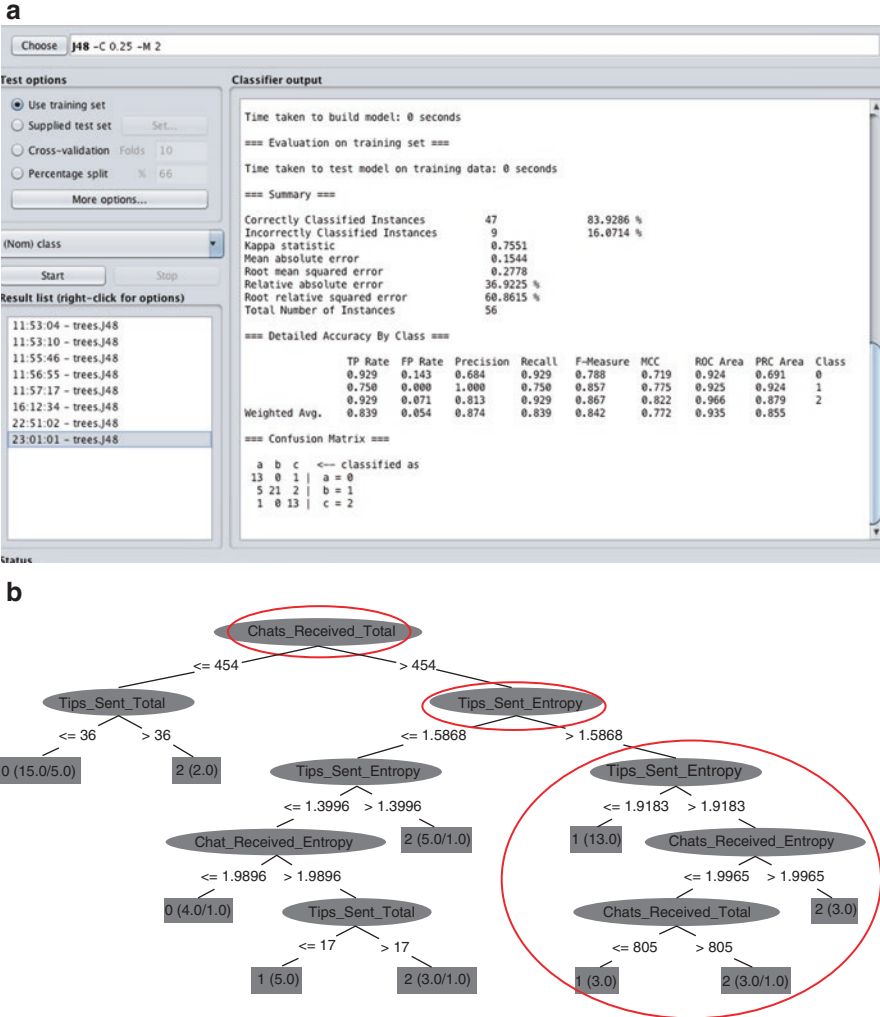 a
Choose J48 -C 0.25 -M 2
Test options
Use training set
Supplied test set Set...
Cross-validation Folds 10
Percentage split % 66
More options...
(Nom) class
Start Stop
Result list (right-click for options)
11:53:04 - trees.J48
11:53:10 - trees.J48
11:55:46 - trees.J48
11:56:55 - trees.J48
11:57:17 - trees.J48
16:12:34 - trees.J48
22:51:02 - trees.J48
23:01:01 - trees.J48
Status
Classifier output
Time taken to build model: 0 seconds
=== Evaluation on training set ===
Time taken to test model on training data: 0 seconds
=== Summary ===
Correctly Classified Instances 47 83.9286 %
Incorrectly Classified Instances 9 16.0714 %
Kappa statistic 0.7551
Mean absolute error 0.1544
Root mean squared error 0.2778
Relative absolute error 36.9225 %
Root relative squared error 60.8615 %
Total Number of Instances 56
=== Detailed Accuracy By Class ===
TP Rate FP Rate Precision Recall F-Measure MCC ROC Area PRC Area Class
0.929 0.143 0.684 0.929 0.788 0.719 0.924 0.691 0
0.750 0.000 1.000 0.750 0.857 0.775 0.925 0.924 1
0.929 0.071 0.813 0.929 0.867 0.822 0.966 0.879 2
Weighted Avg. 0.839 0.054 0.874 0.839 0.842 0.772 0.935 0.855
=== Confusion Matrix ===
a b c <-- classified as
13 0 1 | a = 0
5 21 2 | b = 1
1 0 13 | c = 2
b
Chats_Received_Total
<= 454 > 454
Tips_Sent_Total Tips_Sent_Entropy
<= 36 > 36 <= 1.5868 > 1.5868
0 (15.0/5.0) 2 (2.0) Tips_Sent_Entropy Tips_Sent_Entropy
<= 1.3996 > 1.3996 <= 1.9183 > 1.9183
Chat_Received_Entropy 2 (5.0/1.0) 1 (13.0) Chats_Received_Entropy
<= 1.9896 > 1.9896 <= 1.9965 > 1.9965
0 (4.0/1.0) Tips_Sent_Total Chats_Received_Total 2 (3.0)
<= 17 > 17 <= 805 > 805
1 (5.0) 2 (3.0/1.0) 1 (3.0) 2 (3.0/1.0)